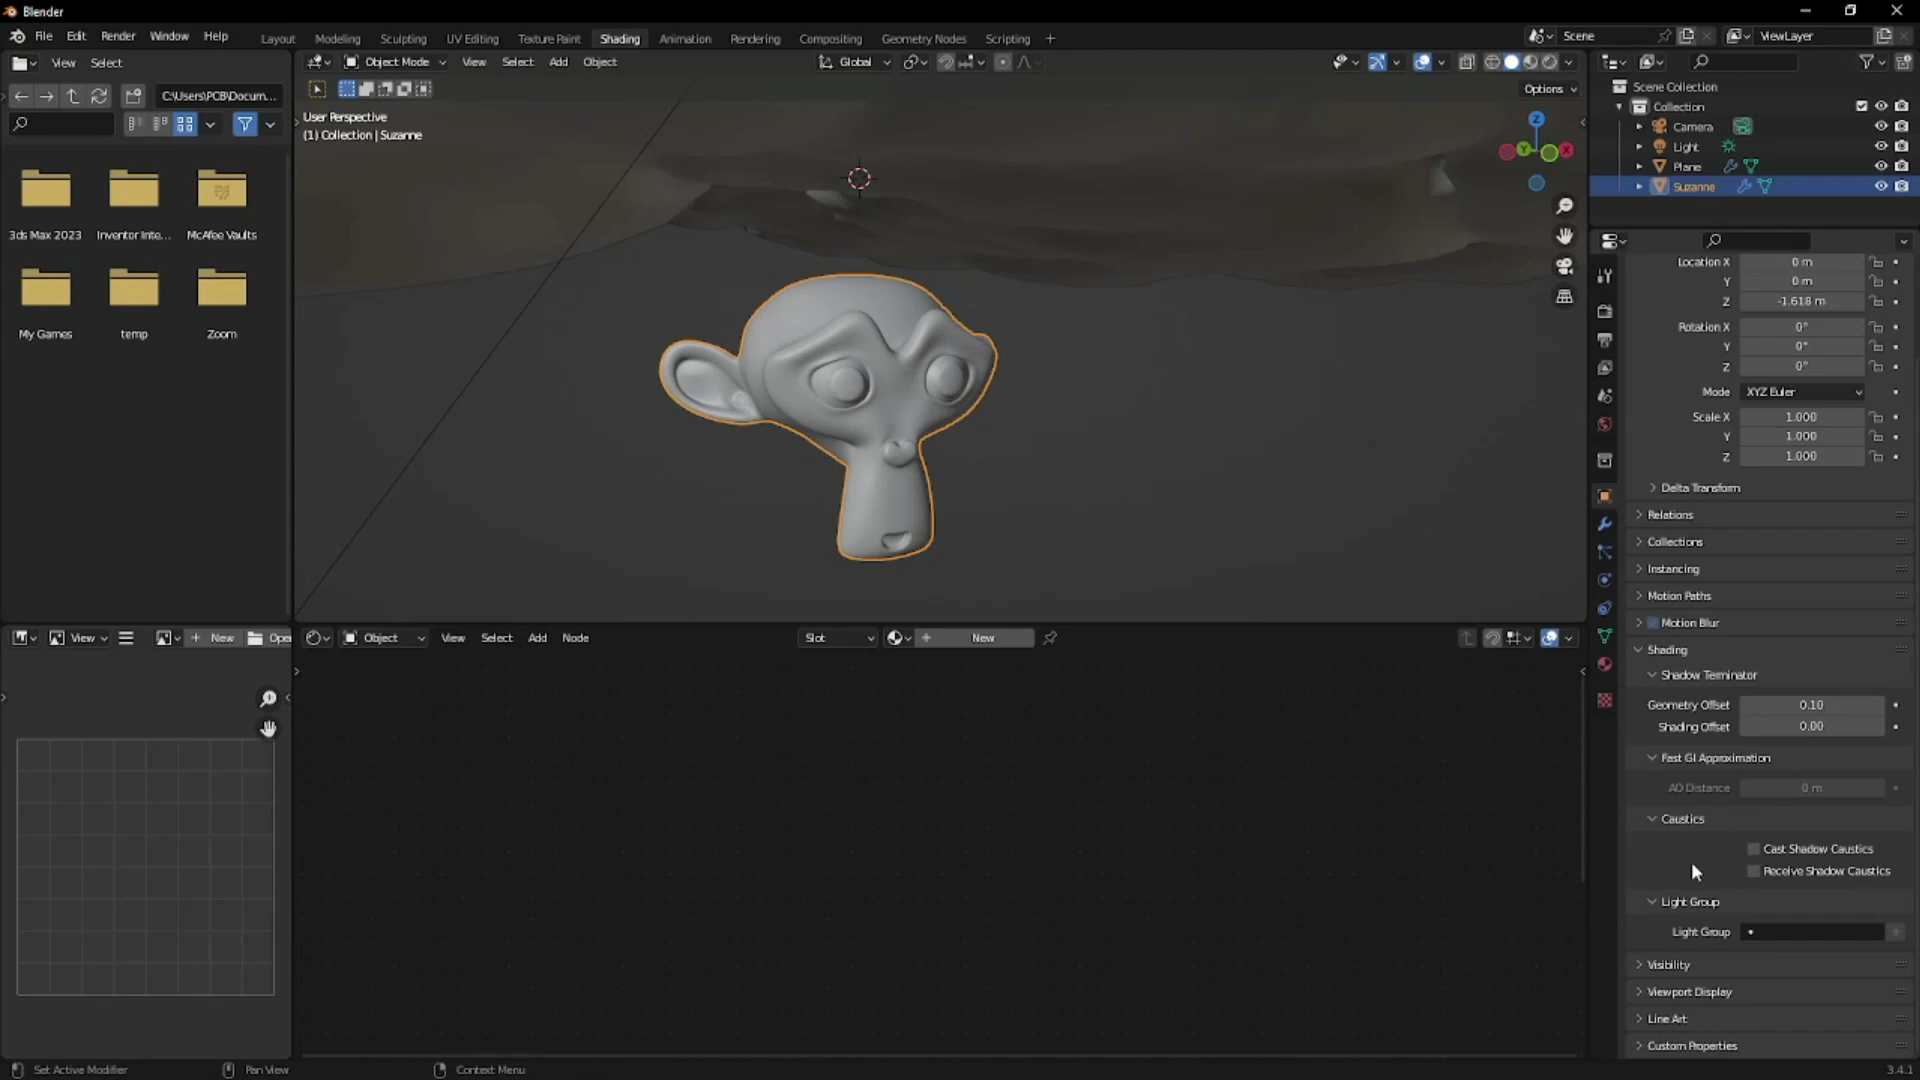 Blender
File Edit Render Window Help
Layout Modeling Sculpting UV Editing Texture Paint Shading Animation Rendering Compositing Geometry Nodes Scripting +
Scene
ViewLayer
View Select
C:\Users\PCB\Docum...
3ds Max 2023 Inventor Inte... McAfee Vaults
My Games temp Zoom
Object Mode View Select Add Object
Global
Options
User Perspective
(1) Collection | Suzanne
Z
Y
X
Scene Collection
Collection
Camera
Light
Plane
Suzanne
Location X 0 m
Y 0 m
Z -1.618 m
Rotation X 0°
Y 0°
Z 0°
Mode XYZ Euler
Scale X 1.000
Y 1.000
Z 1.000
Delta Transform
Relations
Collections
Instancing
Motion Paths
Motion Blur
Shading
Shadow Terminator
Geometry Offset 0.10
Shading Offset 0.00
Fast GI Approximation
AO Distance 0 m
Caustics
Cast Shadow Caustics
Receive Shadow Caustics
Light Group
Light Group
Visibility
Viewport Display
Line Art
Custom Properties
View + New Open
Object View Select Add Node
Slot
+ New
Set Active Modifier Pan View Context Menu
3.4.1